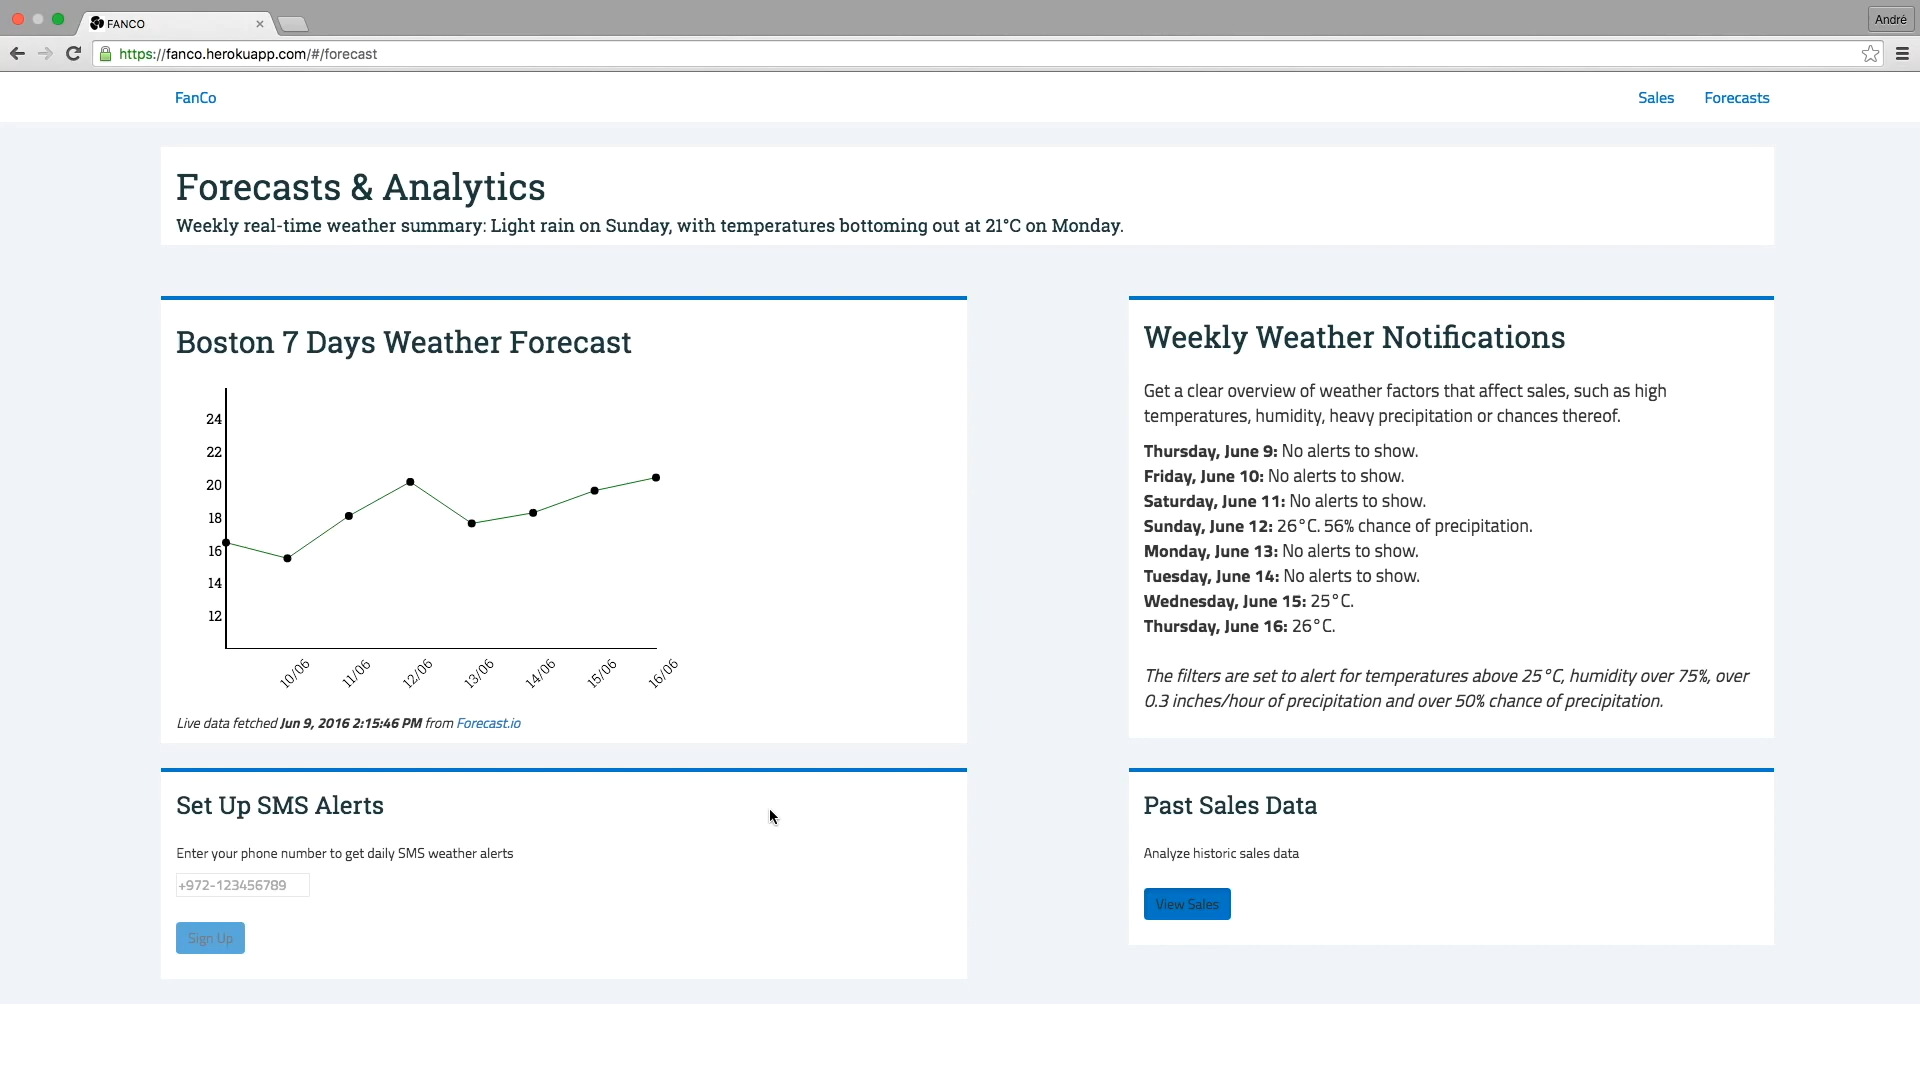 FANCO
André
https://fanco.herokuapp.com/#/forecast
FanCo
Sales
Forecasts
Forecasts & Analytics
Weekly real-time weather summary: Light rain on Sunday, with temperatures bottoming out at 21°C on Monday.
Boston 7 Days Weather Forecast
24
22
20
18
16
14
12
10/06
11/06
12/06
13/06
14/06
15/06
16/06
Live data fetched Jun 9, 2016 2:15:46 PM from Forecast.io
Weekly Weather Notifications
Get a clear overview of weather factors that affect sales, such as high
temperatures, humidity, heavy precipitation or chances thereof.
Thursday, June 9: No alerts to show.
Friday, June 10: No alerts to show.
Saturday, June 11: No alerts to show.
Sunday, June 12: 26°C. 56% chance of precipitation.
Monday, June 13: No alerts to show.
Tuesday, June 14: No alerts to show.
Wednesday, June 15: 25°C.
Thursday, June 16: 26°C.
The filters are set to alert for temperatures above 25°C, humidity over 75%, over
0.3 inches/hour of precipitation and over 50% chance of precipitation.
Set Up SMS Alerts
Enter your phone number to get daily SMS weather alerts
+972-123456789
Sign Up
Past Sales Data
Analyze historic sales data
View Sales